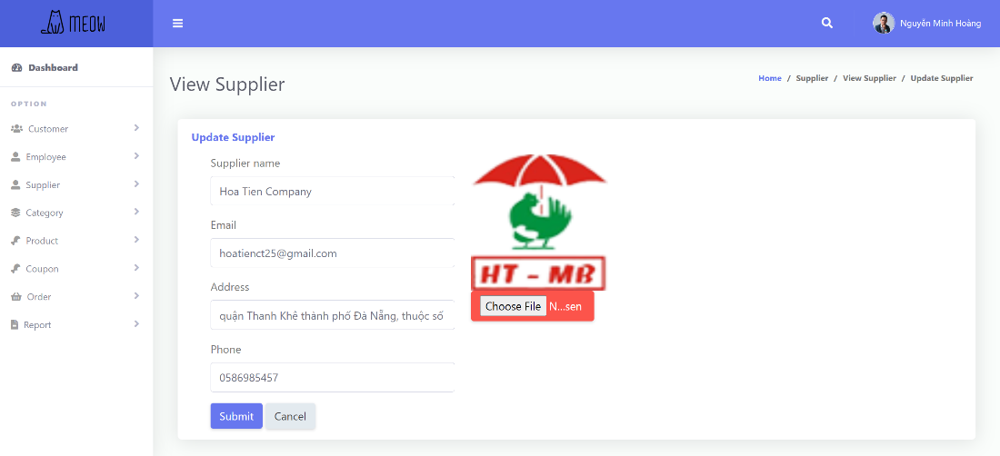 MEOW
Nguyễn Minh Hoàng
Dashboard
OPTION
Customer
Employee
Supplier
Category
Product
Coupon
Order
Report
View Supplier
Home / Supplier / View Supplier / Update Supplier
Update Supplier
Supplier name
Hoa Tien Company
Email
hoatienct25@gmail.com
Address
quận Thanh Khê thành phố Đà Nẵng, thuộc số
Phone
0586985457
Submit Cancel
HT - MB
Choose File N...sen